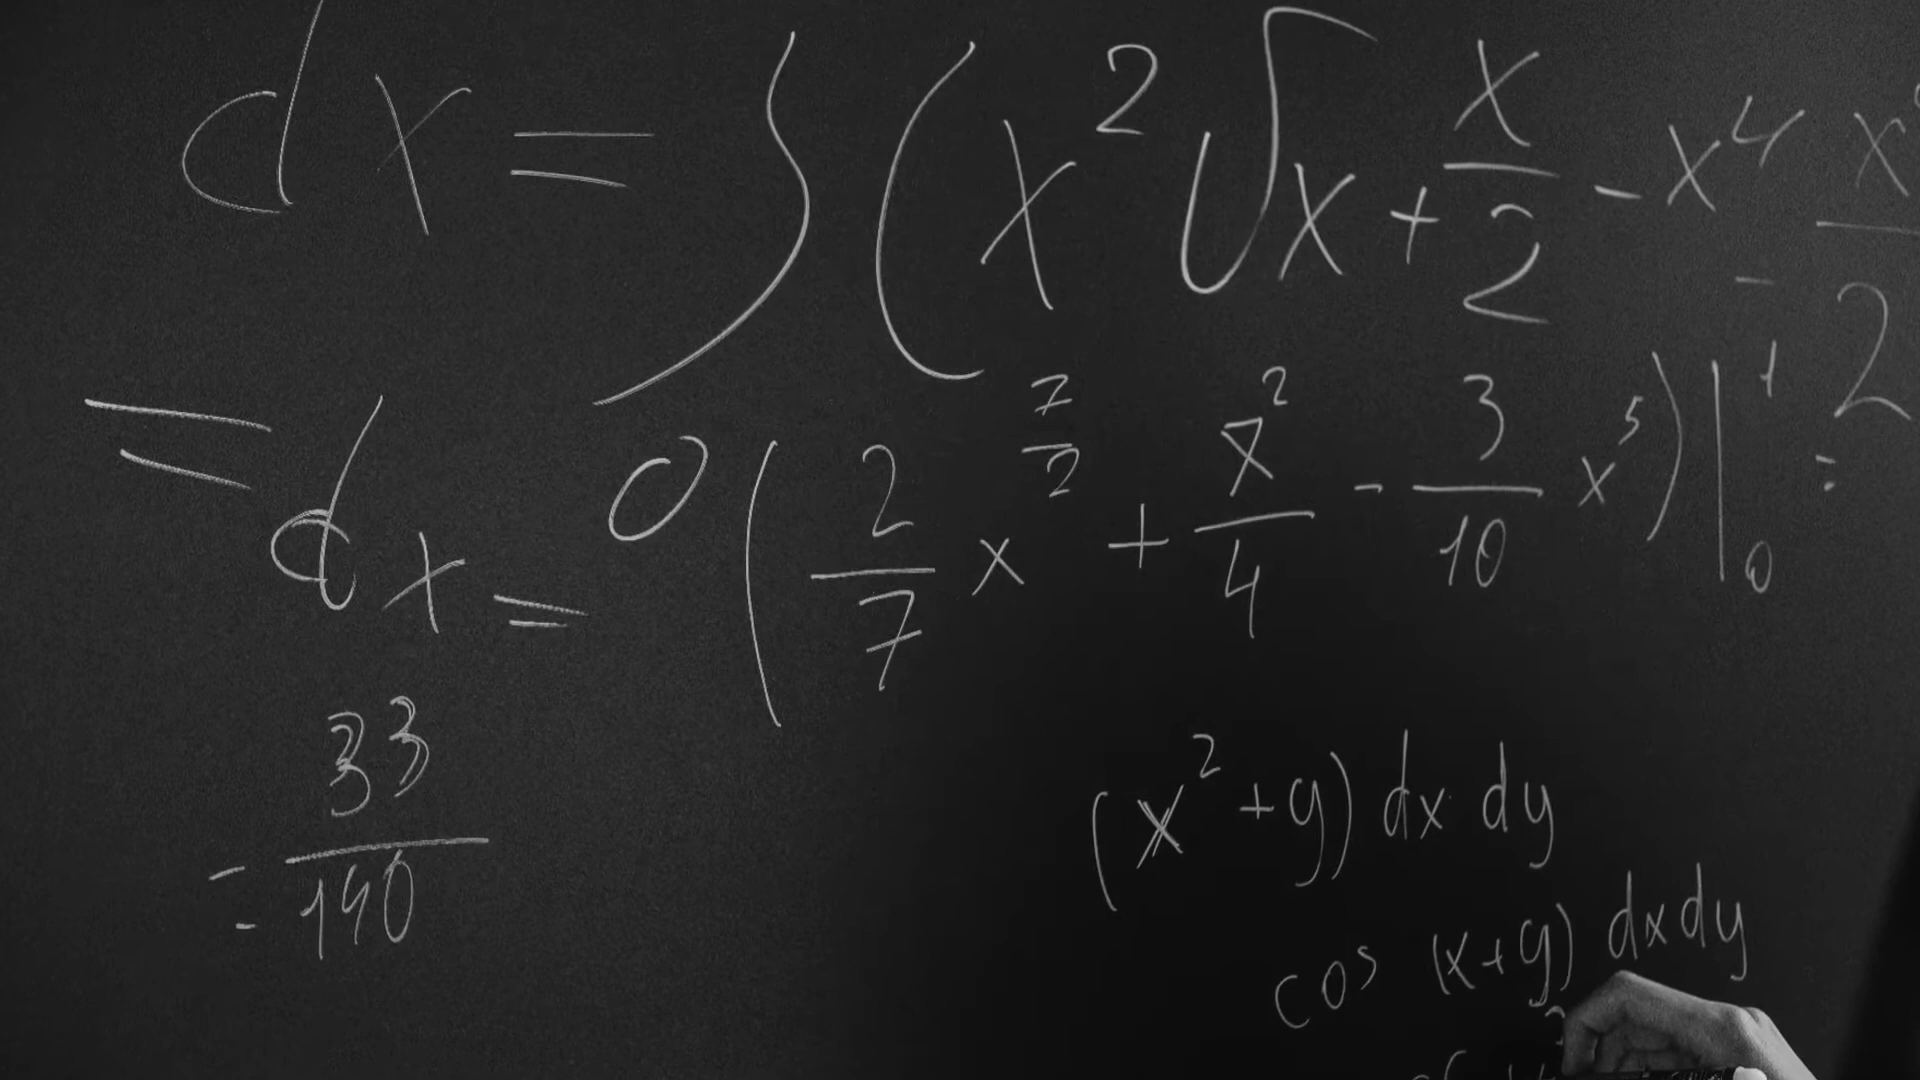 dx = ∫ (x² √x + x/2 - x⁴ - x/2
= dx = 0 (2/7 x^(7/2) + x²/4 - 3/10 x⁵) |₀¹ =
= 33/140
(x² + y) dx dy
cos (x+y) dx dy